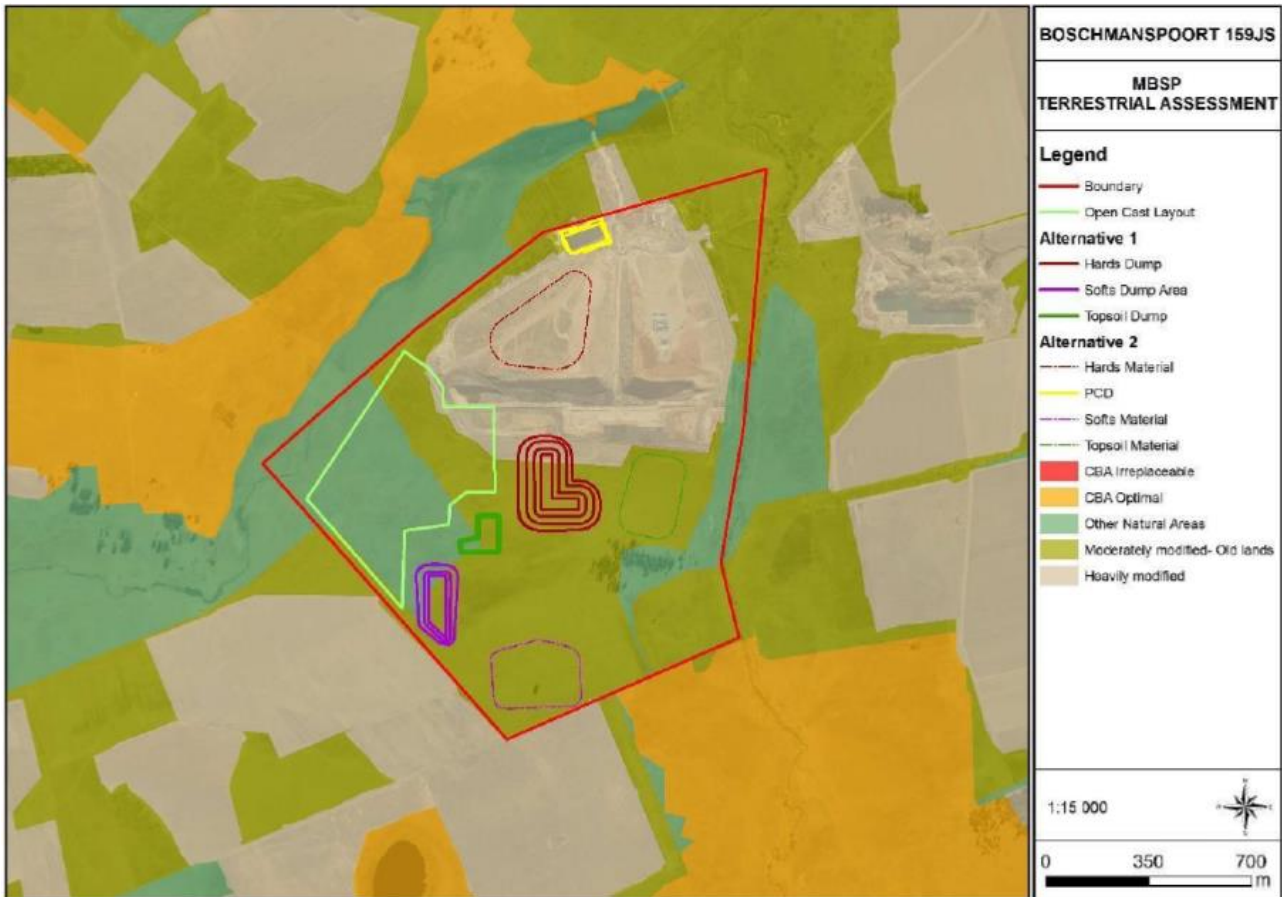 BOSCHMANSPOORT 159JS
MBSP
TERRESTRIAL ASSESSMENT
Legend
Boundary
Open Cast Layout
Alternative 1
Hards Dump
Softs Dump Area
Topsoil Dump
Alternative 2
Hards Material
PCD
Softs Material
Topsoil Material
CBA Irreplaceable
CBA Optimal
Other Natural Areas
Moderately modified- Old lands
Heavily modified
1:15 000
0 350 700
m